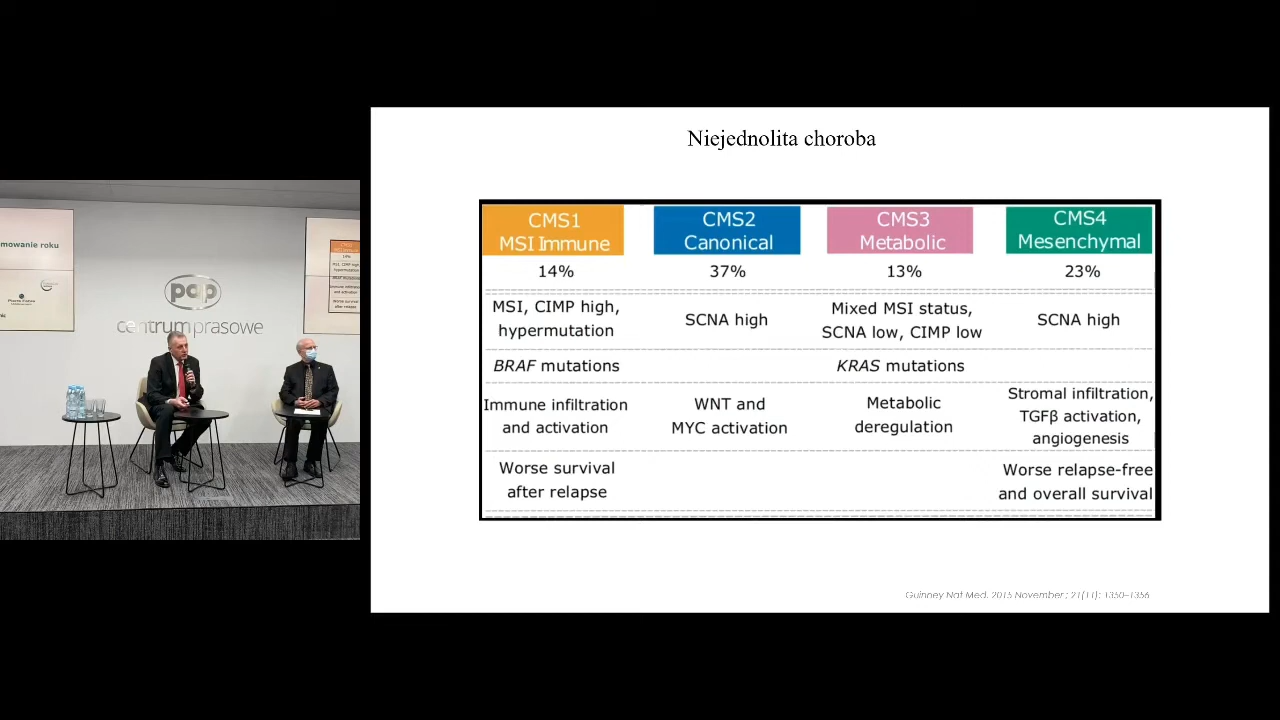 mowanie roku
pap
centrumprasowe
Niejednolita choroba
CMS1
MSI Immune
CMS2
Canonical
CMS3
Metabolic
CMS4
Mesenchymal
14%
37%
13%
23%
MSI, CIMP high,
hypermutation
SCNA high
Mixed MSI status,
SCNA low, CIMP low
SCNA high
BRAF mutations
KRAS mutations
Immune infiltration
and activation
WNT and
MYC activation
Metabolic
deregulation
Stromal infiltration,
TGFβ activation,
angiogenesis
Worse survival
after relapse
Worse relapse-free
and overall survival
Guinney Nat Med. 2015 November ; 21(11): 1350–1356